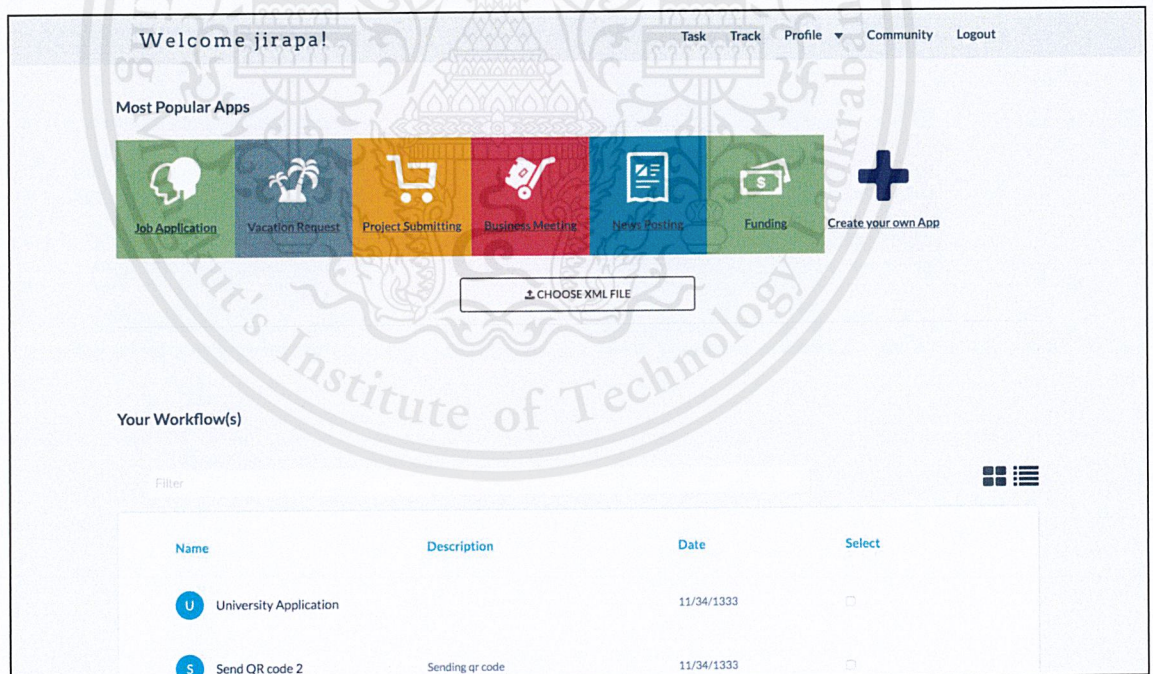 Welcome jirapa!
Task Track Profile Community Logout
Most Popular Apps
Job Application Vacation Request Project Submitting Business Meeting News Posting Funding Create your own App
CHOOSE XML FILE
Institute of Technology
Your Workflow(s)
Filter
Name Description Date Select
U University Application 11/34/1333
S Send QR code 2 Sending qr code 11/34/1333